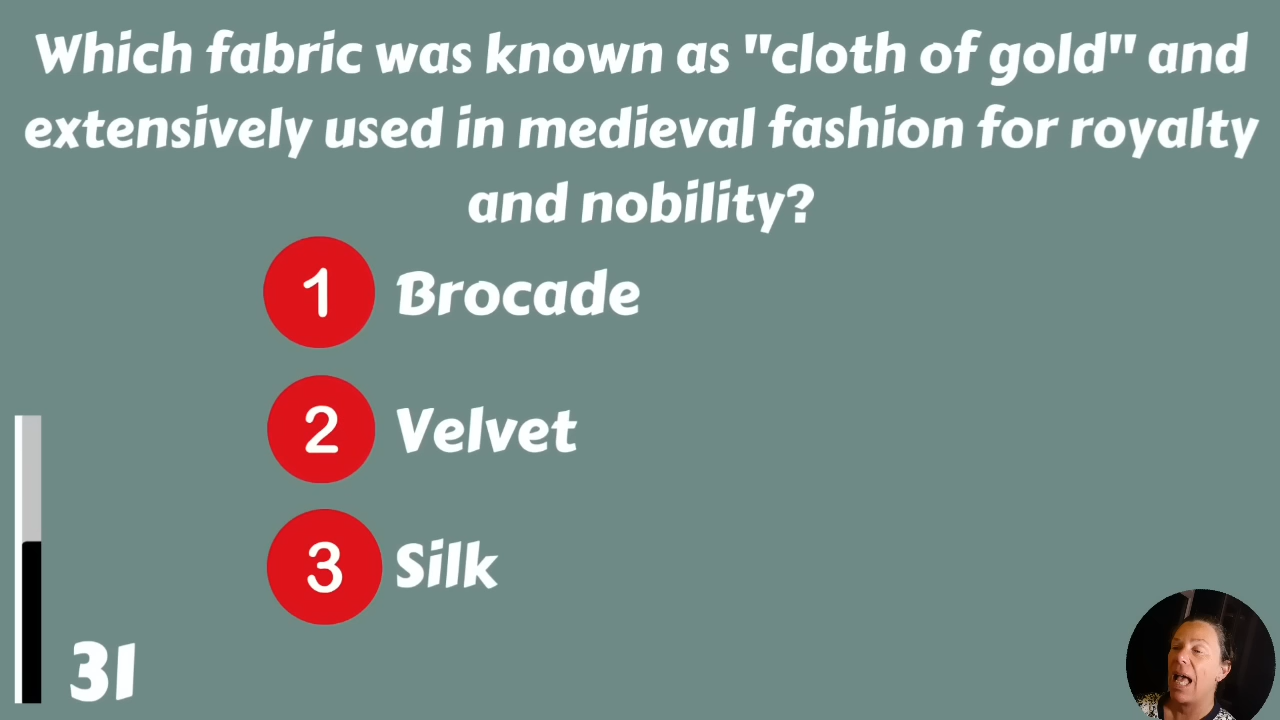 Which fabric was known as "cloth of gold" and
extensively used in medieval fashion for royalty
and nobility?
1 Brocade
2 Velvet
3 Silk
31